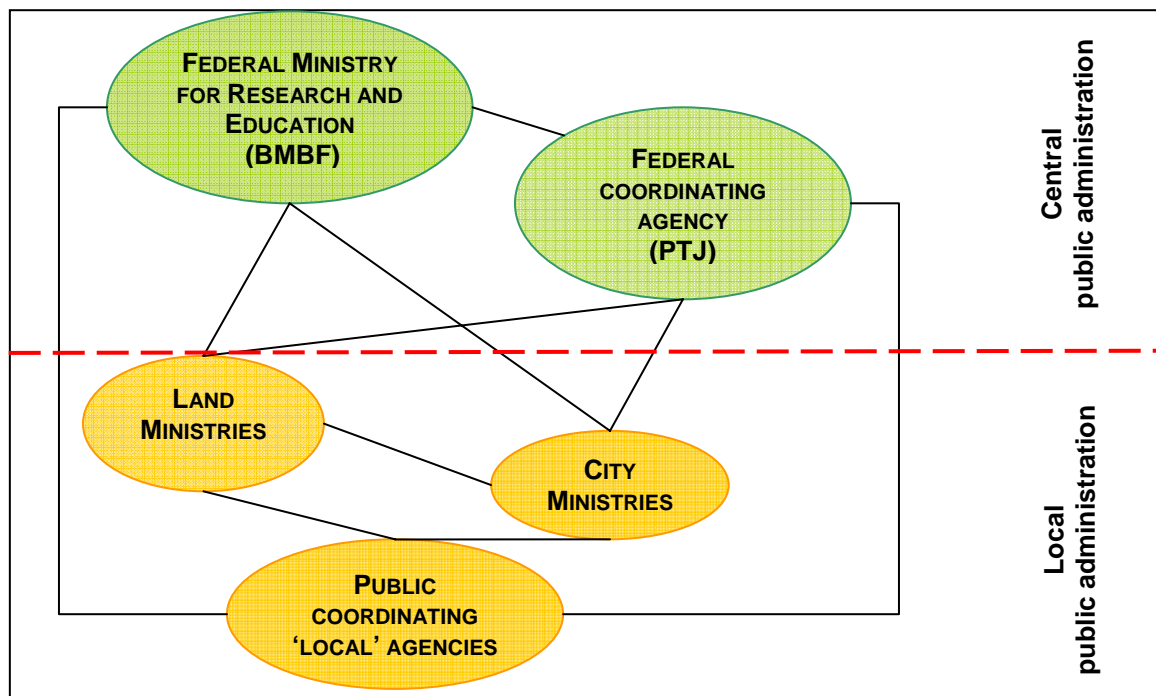 FEDERAL MINISTRY
FOR RESEARCH AND
EDUCATION
(BMBF)
FEDERAL
COORDINATING
AGENCY
(PTJ)
Central
public administration
LAND
MINISTRIES
CITY
MINISTRIES
PUBLIC
COORDINATING
‘LOCAL’ AGENCIES
Local
public administration